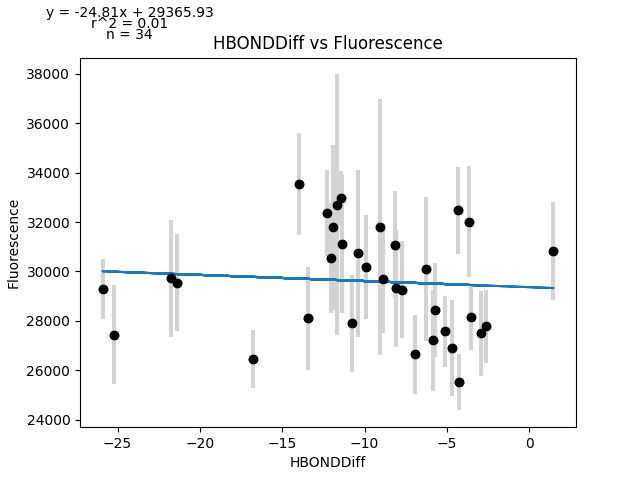 y = -24.81x + 29365.93
r^2 = 0.01
n = 34
HBONDDiff vs Fluorescence
38000
36000
34000
32000
30000
28000
26000
24000
Fluorescence
−25
−20
−15
−10
−5
0
HBONDDiff